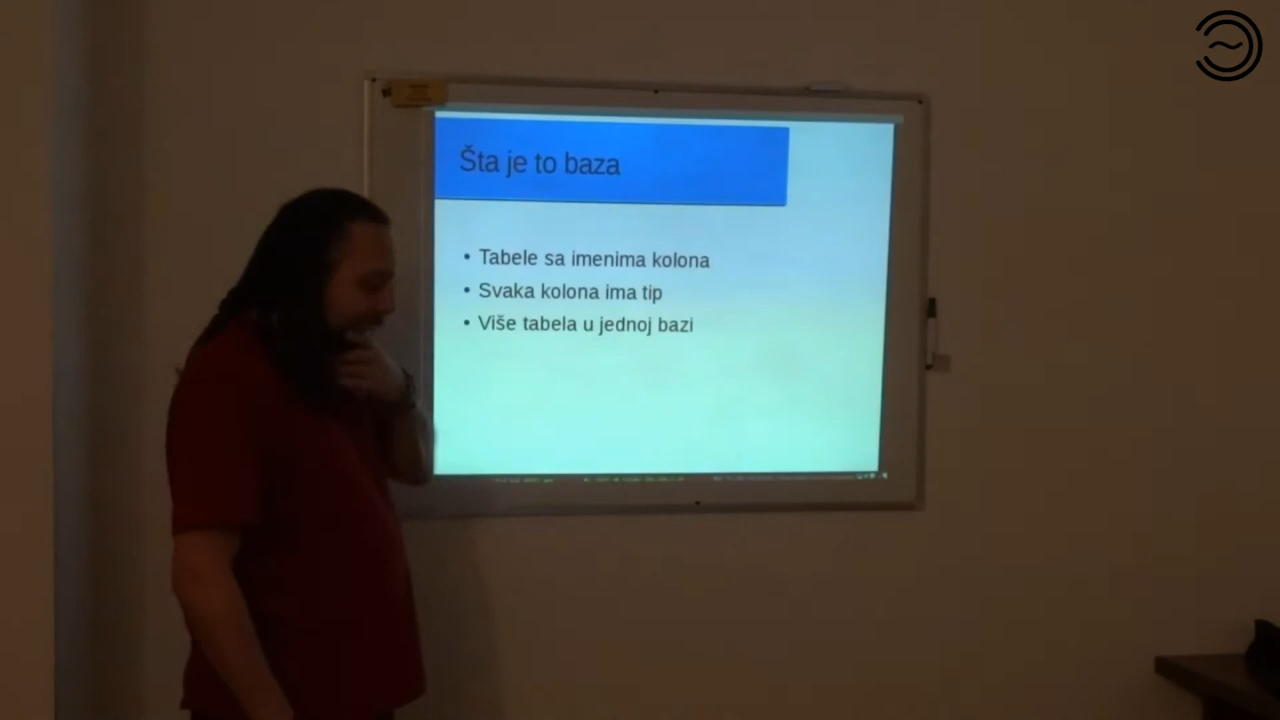 Šta je to baza
• Tabele sa imenima kolona
• Svaka kolona ima tip
• Više tabela u jednoj bazi